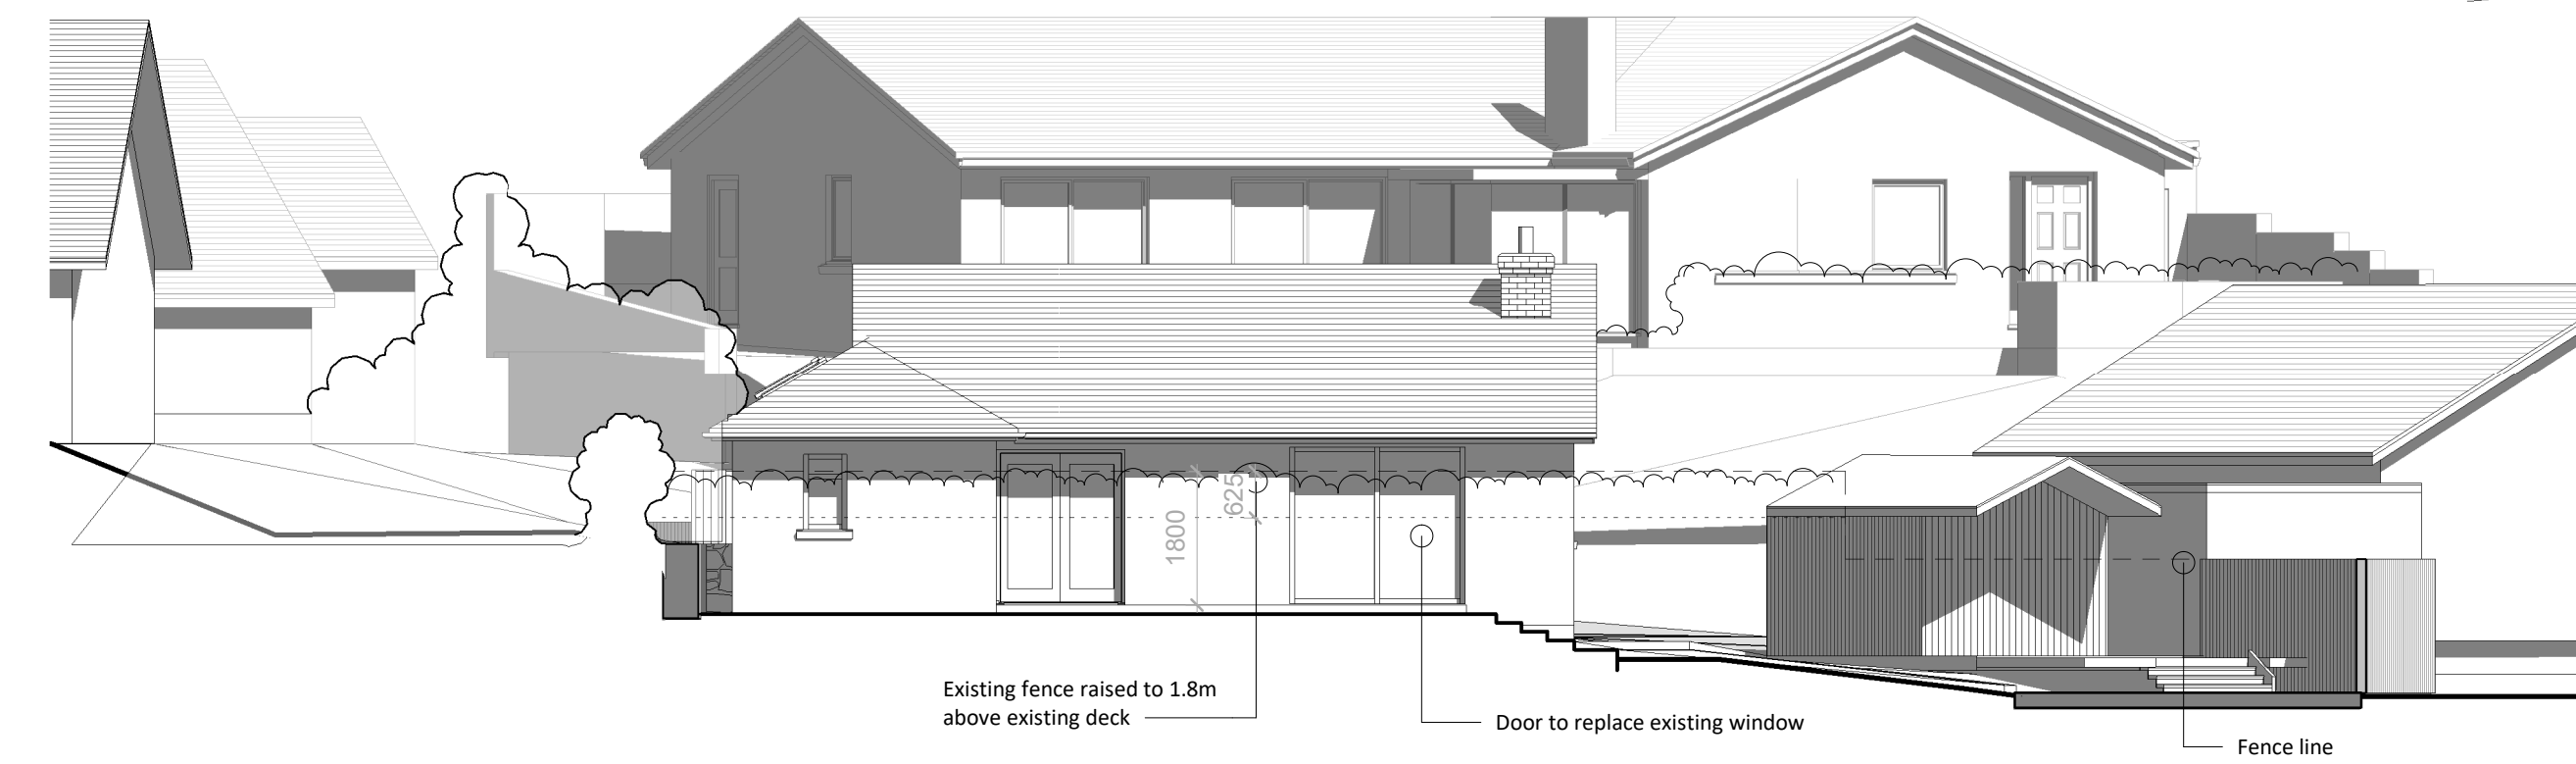 625
1800
Existing fence raised to 1.8m
above existing deck
Door to replace existing window
Fence line